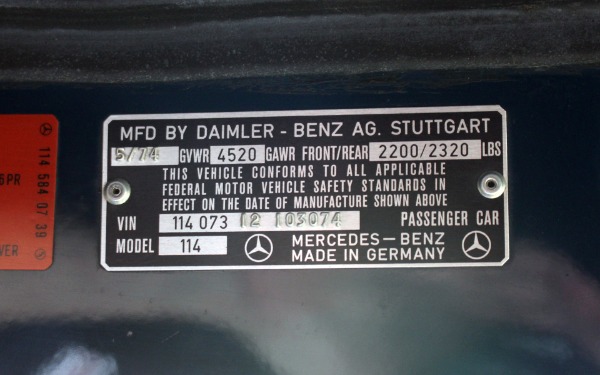 MFD BY DAIMLER - BENZ AG. STUTTGART
5/74 GVWR 4520 GAWR FRONT/REAR 2200/2320 LBS
THIS VEHICLE CONFORMS TO ALL APPLICABLE
FEDERAL MOTOR VEHICLE SAFETY STANDARDS IN
EFFECT ON THE DATE OF MANUFACTURE SHOWN ABOVE
VIN 114 073 12 103074 PASSENGER CAR
MODEL 114 MERCEDES-BENZ
MADE IN GERMANY
6PR
114 584 07 39
VER